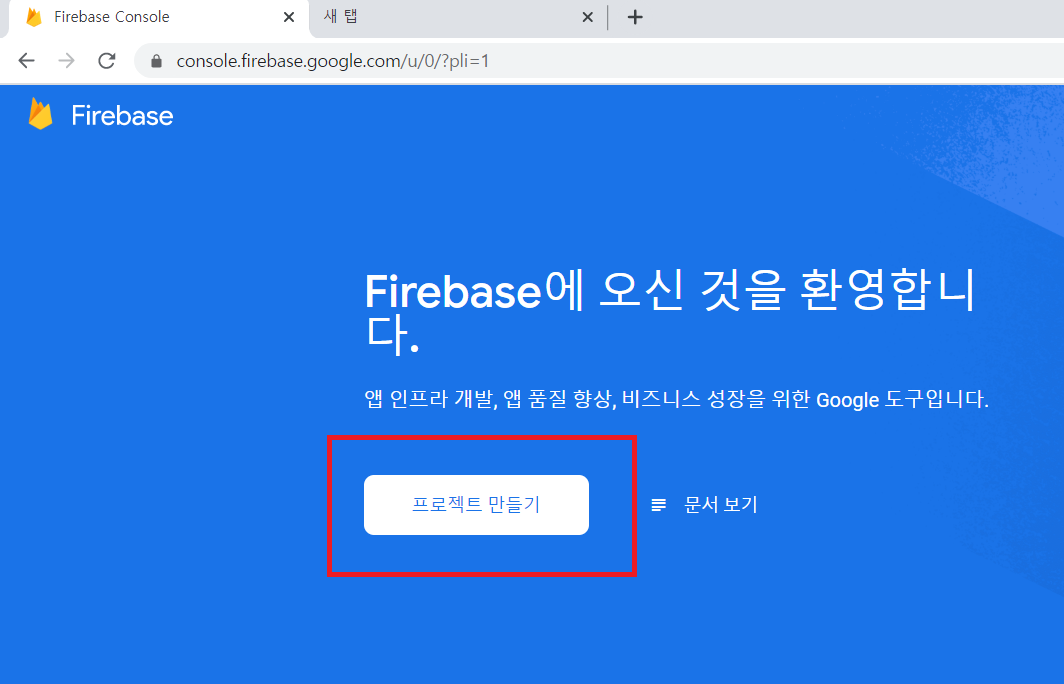 Firebase Console
새 탭
console.firebase.google.com/u/0/?pli=1
Firebase
Firebase에 오신 것을 환영합니
다.
앱 인프라 개발, 앱 품질 향상, 비즈니스 성장을 위한 Google 도구입니다.
프로젝트 만들기
문서 보기